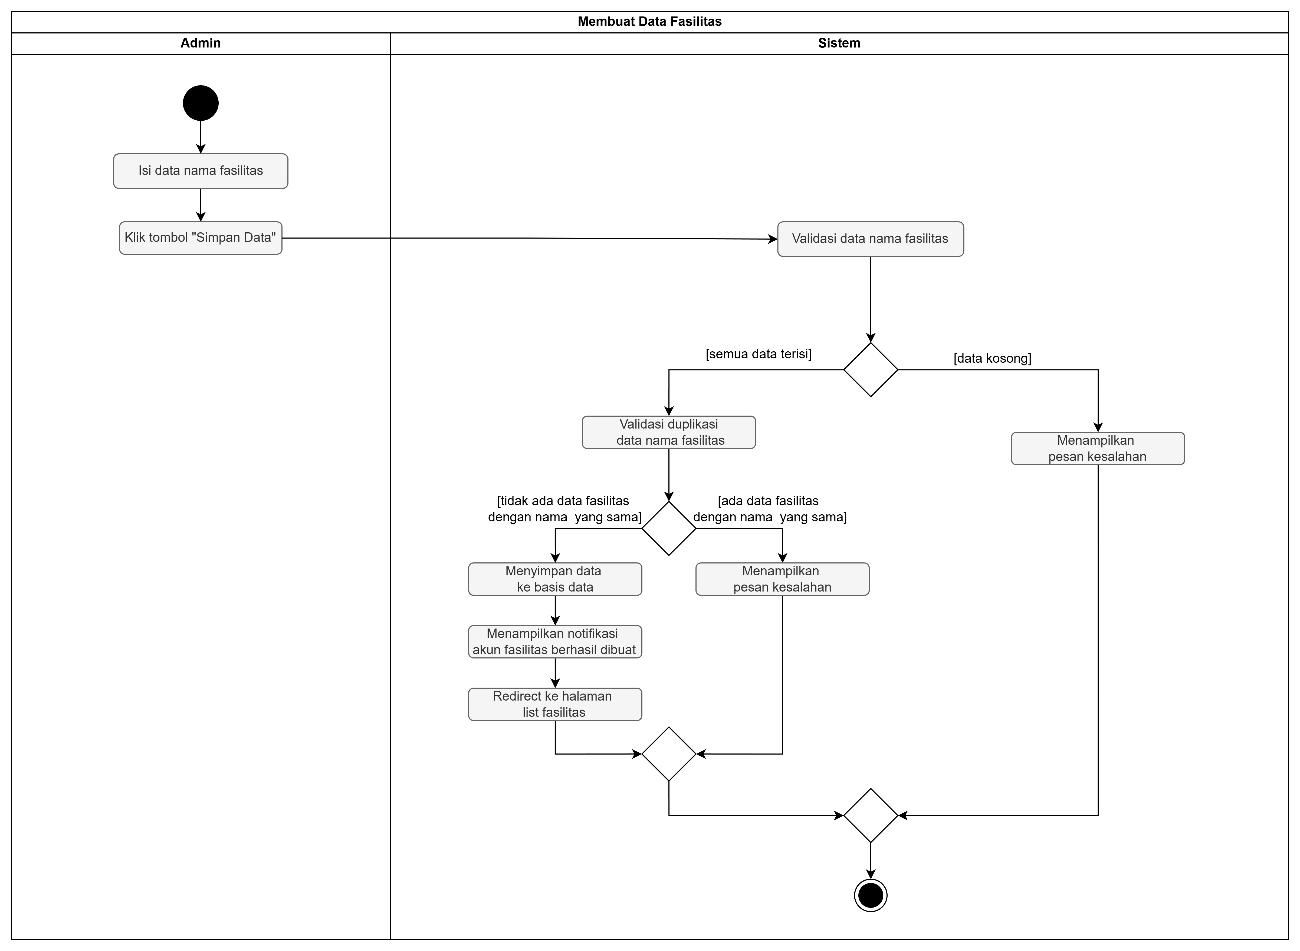 Membuat Data Fasilitas
Admin
Sistem
Isi data nama fasilitas
Klik tombol "Simpan Data"
Validasi data nama fasilitas
[semua data terisi]
[data kosong]
Validasi duplikasi
data nama fasilitas
Menampilkan
pesan kesalahan
[tidak ada data fasilitas
dengan nama  yang sama]
[ada data fasilitas
dengan nama  yang sama]
Menyimpan data
ke basis data
Menampilkan
pesan kesalahan
Menampilkan notifikasi
akun fasilitas berhasil dibuat
Redirect ke halaman
list fasilitas